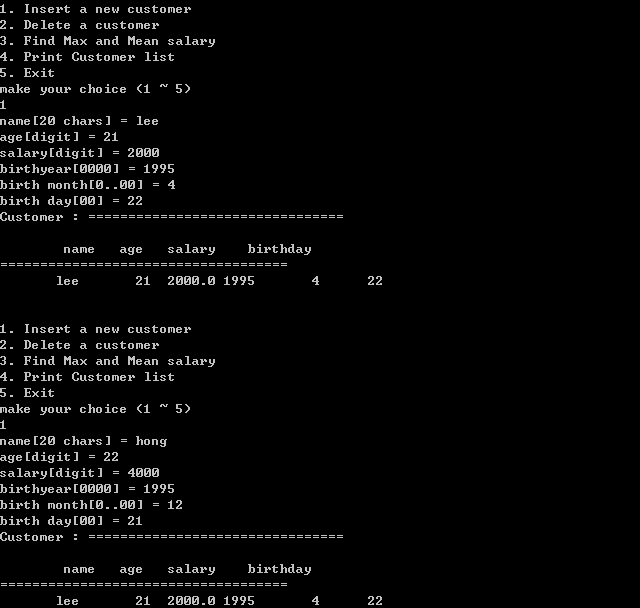 1. Insert a new customer
2. Delete a customer
3. Find Max and Mean salary
4. Print Customer list
5. Exit
make your choice (1 ~ 5)
1
name[20 chars] = lee
age[digit] = 21
salary[digit] = 2000
birthyear[0000] = 1995
birth month[0..00] = 4
birth day[00] = 22
Customer : ================================
        name   age   salary    birthday
====================================
       lee       21  2000.0 1995       4      22
1. Insert a new customer
2. Delete a customer
3. Find Max and Mean salary
4. Print Customer list
5. Exit
make your choice (1 ~ 5)
1
name[20 chars] = hong
age[digit] = 22
salary[digit] = 4000
birthyear[0000] = 1995
birth month[0..00] = 12
birth day[00] = 21
Customer : ================================
        name   age   salary    birthday
====================================
       lee       21  2000.0 1995       4      22